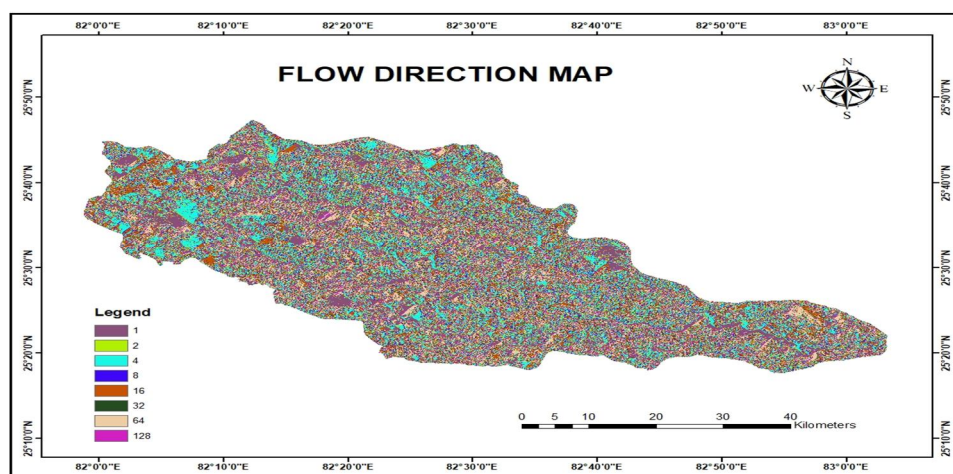 82°0'0"E 82°10'0"E 82°20'0"E 82°30'0"E 82°40'0"E 82°50'0"E 83°0'0"E
FLOW DIRECTION MAP
N
W E
S
25°50'0"N 25°50'0"N
25°40'0"N 25°40'0"N
25°30'0"N 25°30'0"N
25°20'0"N 25°20'0"N
25°10'0"N 25°10'0"N
Legend
1
2
4
8
16
32
64
128
0 5 10 20 30 40
Kilometers
82°0'0"E 82°10'0"E 82°20'0"E 82°30'0"E 82°40'0"E 82°50'0"E 83°0'0"E